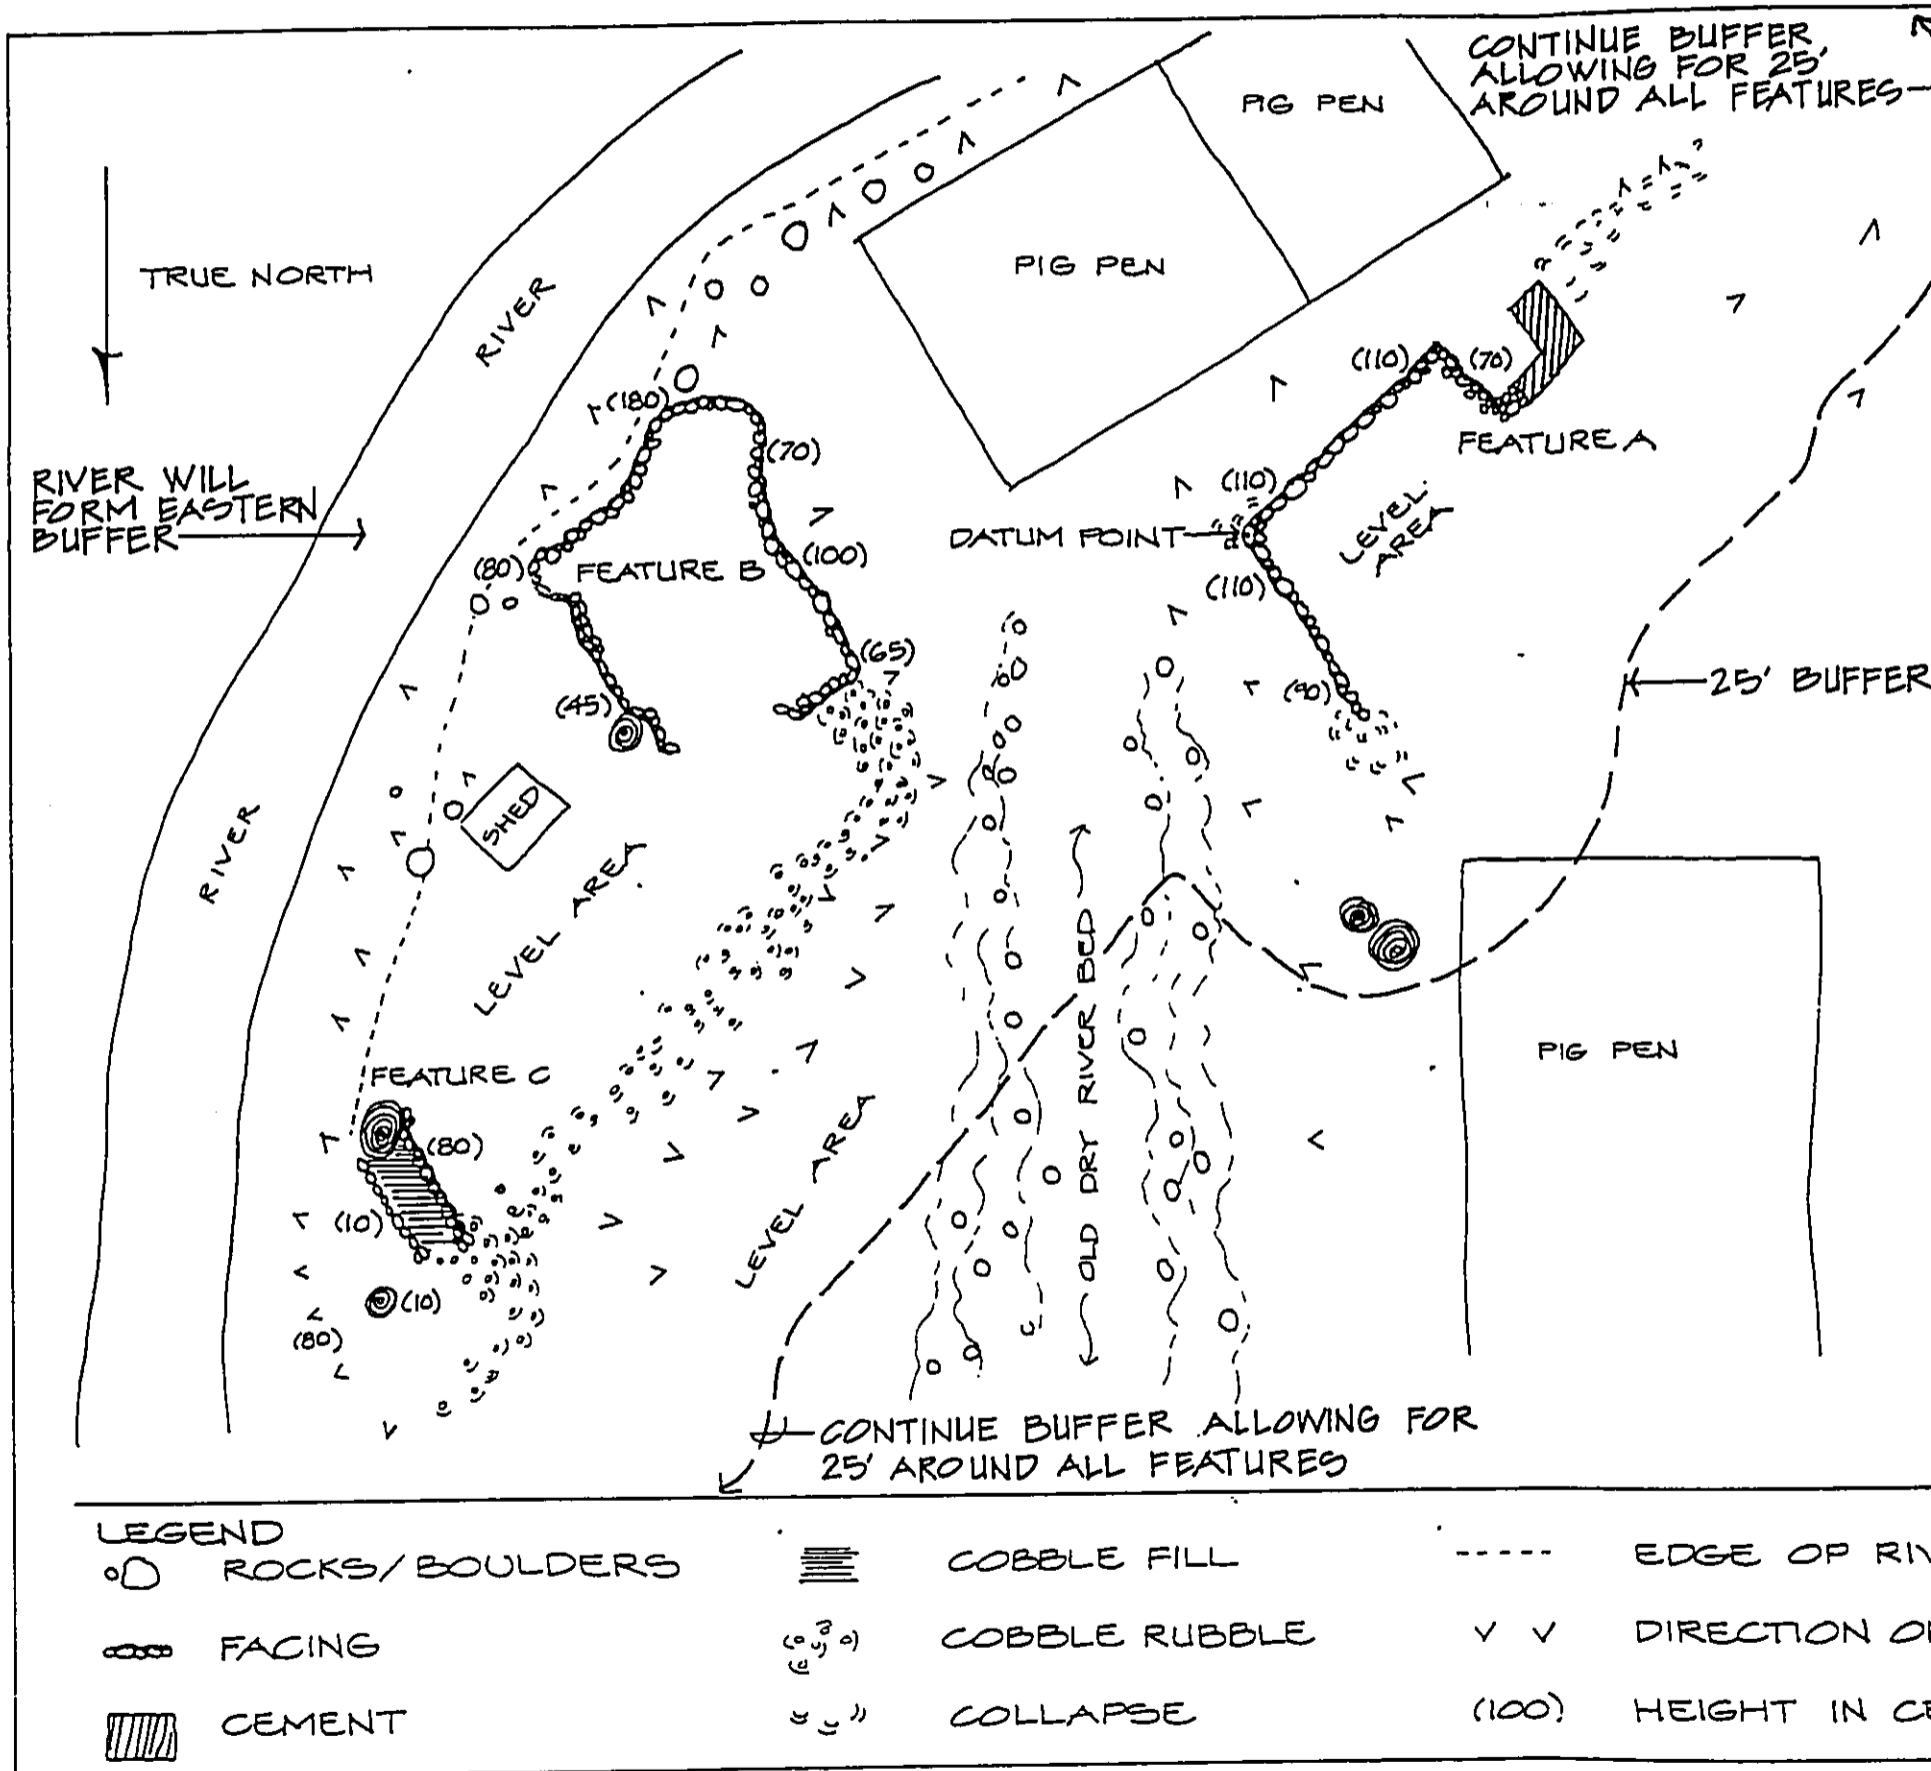 CONTINUE BUFFER
ALLOWING FOR 25'
AROUND ALL FEATURES
PIG PEN
TRUE NORTH
PIG PEN
RIVER
(110)
(70)
(180)
FEATURE A
(70)
RIVER WILL
FORM EASTERN
BUFFER
(110)
LEVEL
AREA
DATUM POINT
(100)
(80)
FEATURE B
(110)
(65)
(90)
25' BUFFER
(45)
SHED
RIVER
LEVEL AREA
OLD DRY RIVER BED
PIG PEN
FEATURE C
(80)
LEVEL AREA
(10)
(10)
(80)
CONTINUE BUFFER ALLOWING FOR
25' AROUND ALL FEATURES
LEGEND
ROCKS/BOULDERS
COBBLE FILL
EDGE OF
FACING
COBBLE RUBBLE
DIRECTION
CEMENT
COLLAPSE
(100)
HEIGHT IN